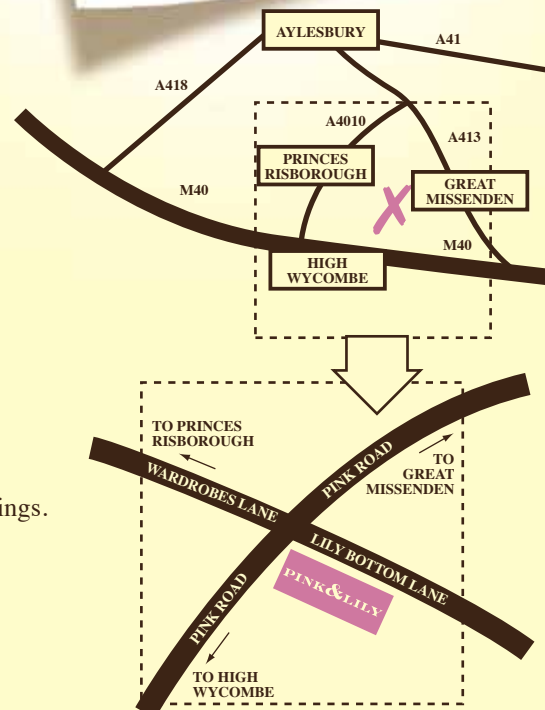 AYLESBURY
A41
A418
A4010
A413
PRINCES
RISBOROUGH
GREAT
MISSENDEN
M40
M40
HIGH
WYCOMBE
TO PRINCES
RISBOROUGH
PINK ROAD
TO
GREAT
MISSENDEN
WARDROBES LANE
ings.
LILY BOTTOM LANE
PINK&LILY
PINK ROAD
TO HIGH
WYCOMBE